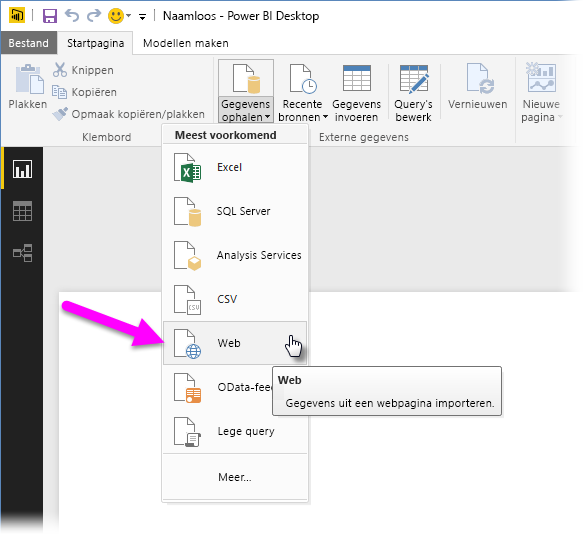 Naamloos - Power BI Desktop
Bestand
Startpagina
Modellen maken
Plakken
Knippen
Kopiëren
Opmaak kopiëren/plakken
Klembord
Gegevens
ophalen
Recente
bronnen
Gegevens
invoeren
Query's
bewerk
Vernieuwen
Nieuwe
pagina
Externe gegevens
Meest voorkomend
Excel
SQL Server
Analysis Services
CSV
CSV
Web
Web
Gegevens uit een webpagina importeren.
OData-fee
Lege query
Meer...